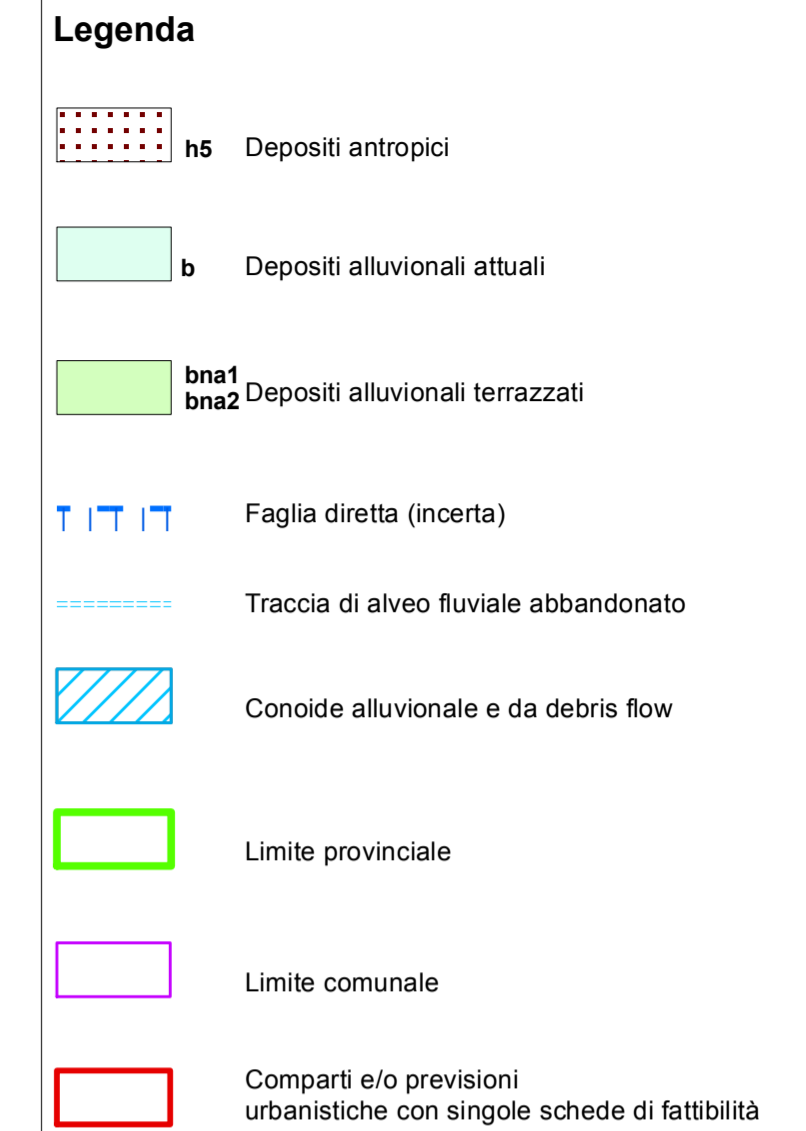 Legenda
h5 Depositi antropici
b Depositi alluvionali attuali
bna1
bna2 Depositi alluvionali terrazzati
Faglia diretta (incerta)
Traccia di alveo fluviale abbandonato
Conoide alluvionale e da debris flow
Limite provinciale
Limite comunale
Comparti e/o previsioni
urbanistiche con singole schede di fattibilità